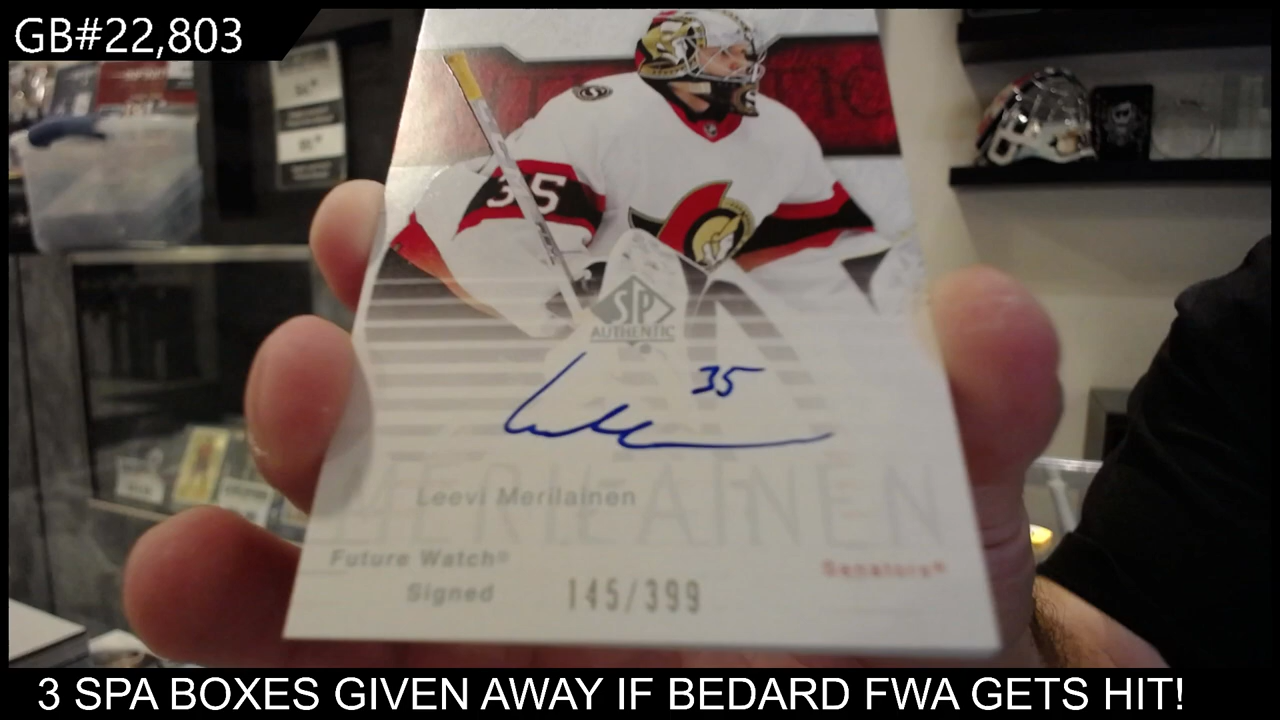 GB#22,803
35
SP
AUTHENTIC
35
Leevi Merilainen
MERILAINEN
Future Watch®
Senators®
Signed
145/399
3 SPA BOXES GIVEN AWAY IF BEDARD FWA GETS HIT!